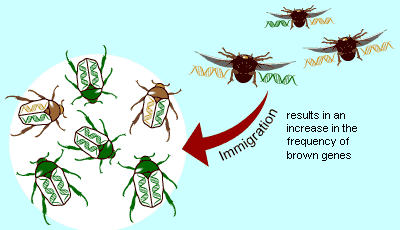 Immigration
results in an
increase in the
frequency of
brown genes